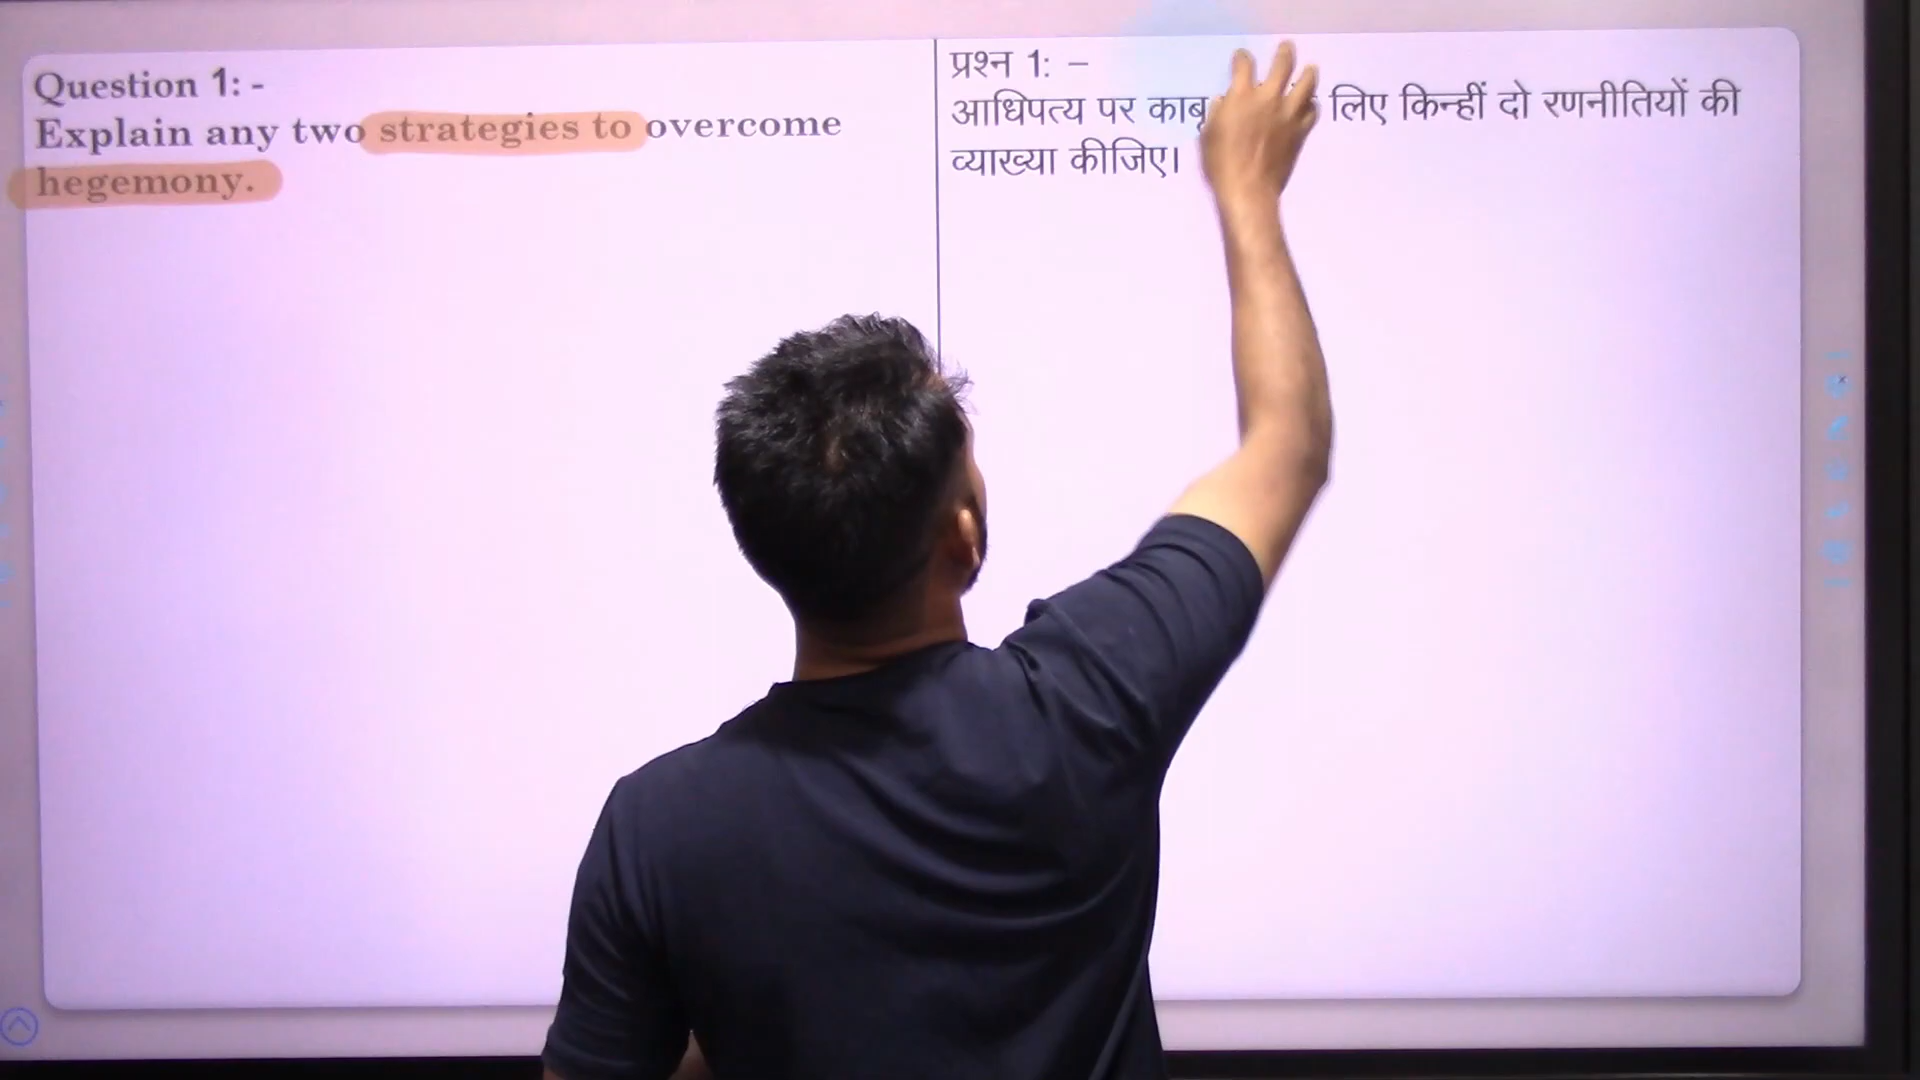 Question 1: -
Explain any two strategies to overcome
hegemony.
प्रश्न 1: –
आधिपत्य पर काबू लिए किन्हीं दो रणनीतियों की
व्याख्या कीजिए।